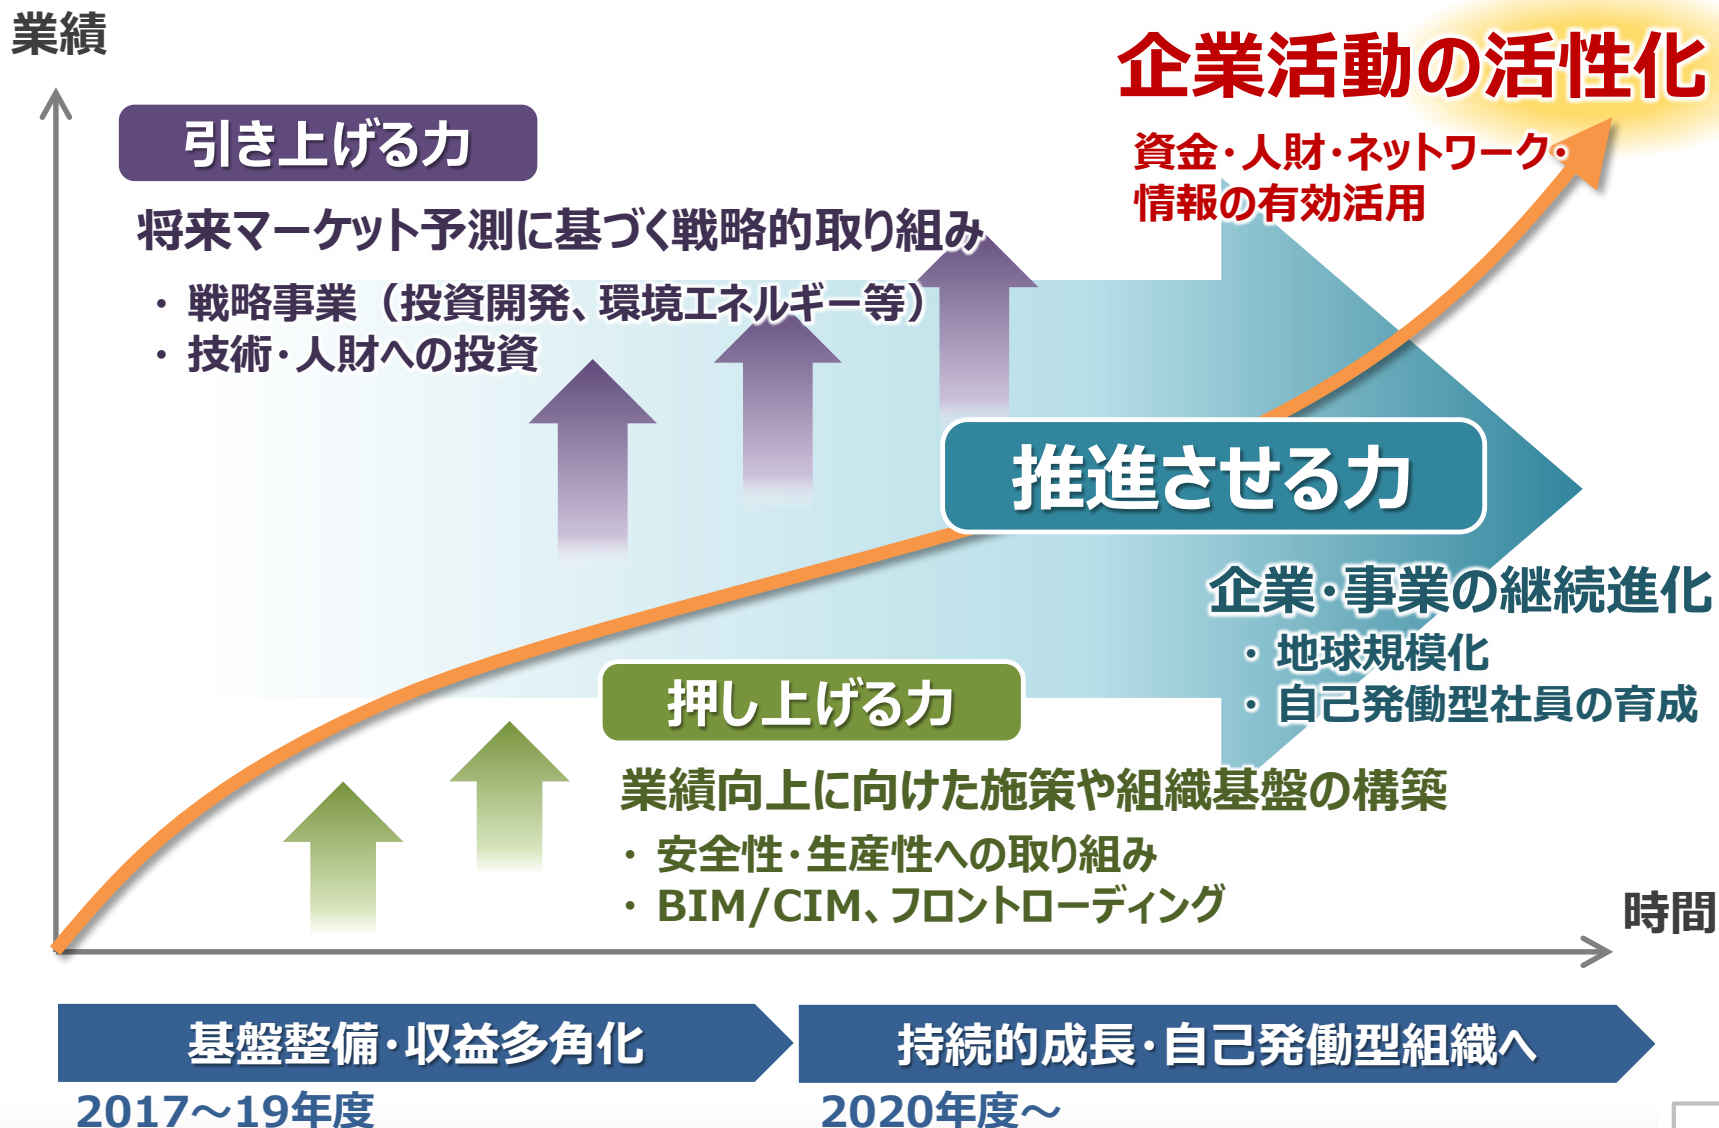 業績
企業活動の活性化
資金・人財・ネットワーク・
情報の有効活用
引き上げる力
将来マーケット予測に基づく戦略的取り組み
・ 戦略事業（投資開発、環境エネルギー等）
・ 技術・人財への投資
推進させる力
企業・事業の継続進化
・ 地球規模化
・ 自己発働型社員の育成
押し上げる力
業績向上に向けた施策や組織基盤の構築
・ 安全性・生産性への取り組み
・ BIM/CIM、フロントローディング
時間
基盤整備・収益多角化
持続的成長・自己発働型組織へ
2017～19年度
2020年度～